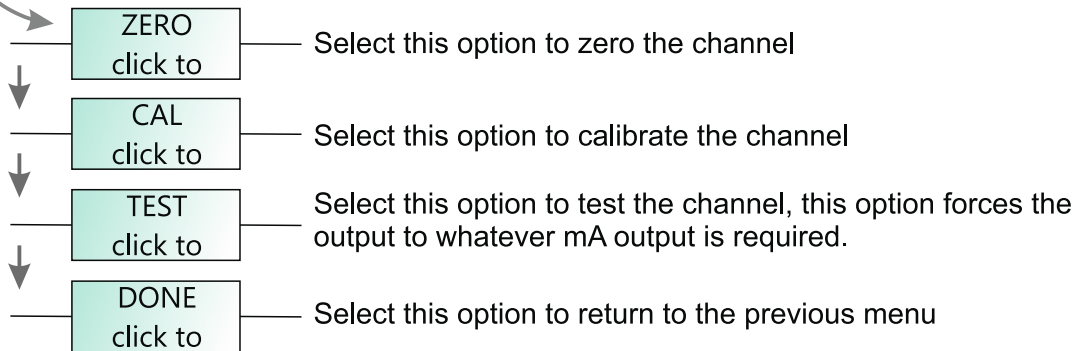 ZERO
click to
Select this option to zero the channel
CAL
click to
Select this option to calibrate the channel
TEST
click to
Select this option to test the channel, this option forces the
output to whatever mA output is required.
DONE
click to
Select this option to return to the previous menu